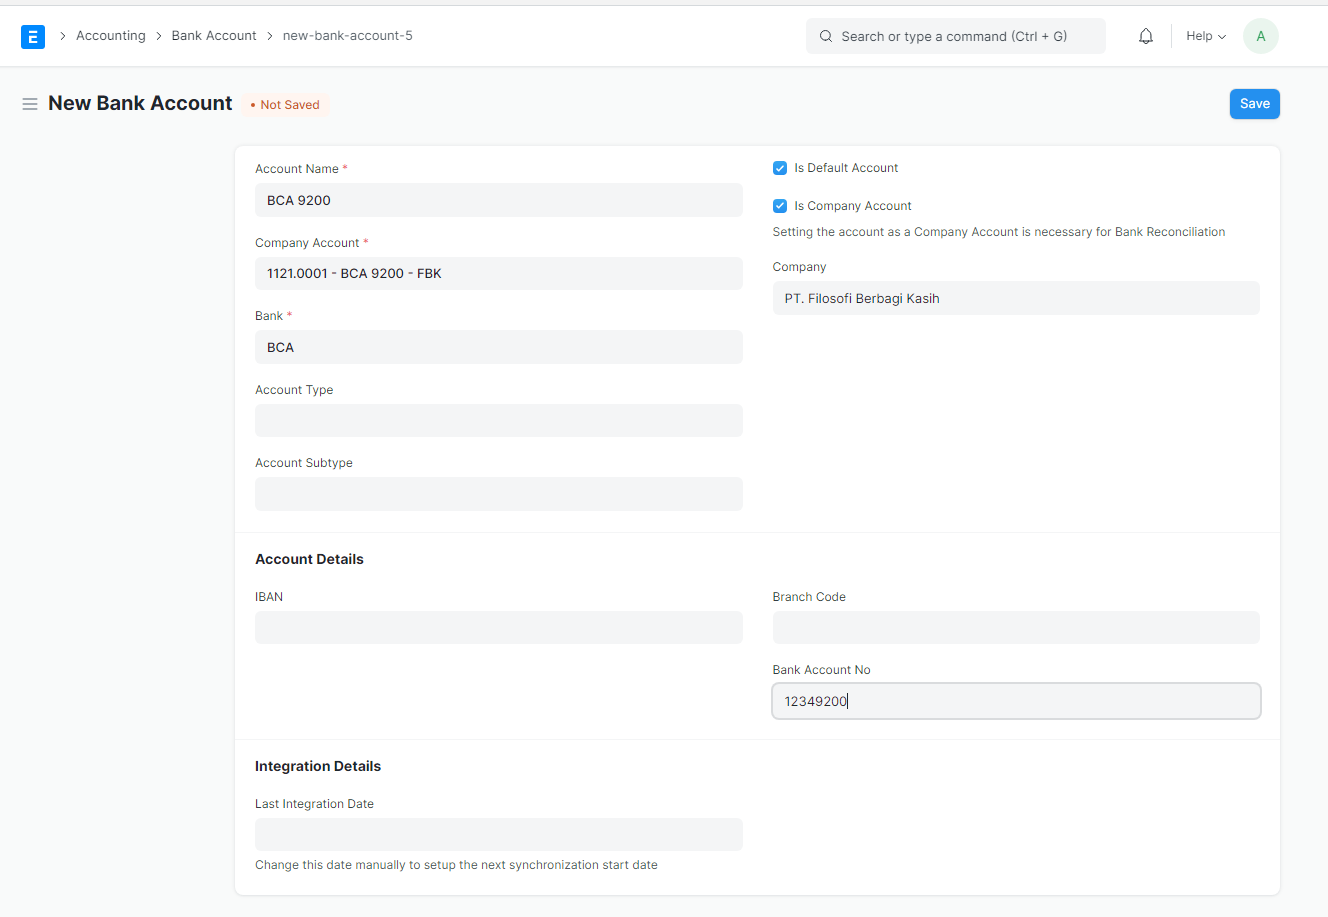 E > Accounting > Bank Account > new-bank-account-5
Search or type a command (Ctrl + G)
Help
A
New Bank Account
• Not Saved
Save
Account Name *
BCA 9200
Company Account *
1121.0001 - BCA 9200 - FBK
Bank *
BCA
Account Type
Account Subtype
Is Default Account
Is Company Account
Setting the account as a Company Account is necessary for Bank Reconciliation
Company
PT. Filosofi Berbagi Kasih
Account Details
IBAN
Branch Code
Bank Account No
12349200
Integration Details
Last Integration Date
Change this date manually to setup the next synchronization start date